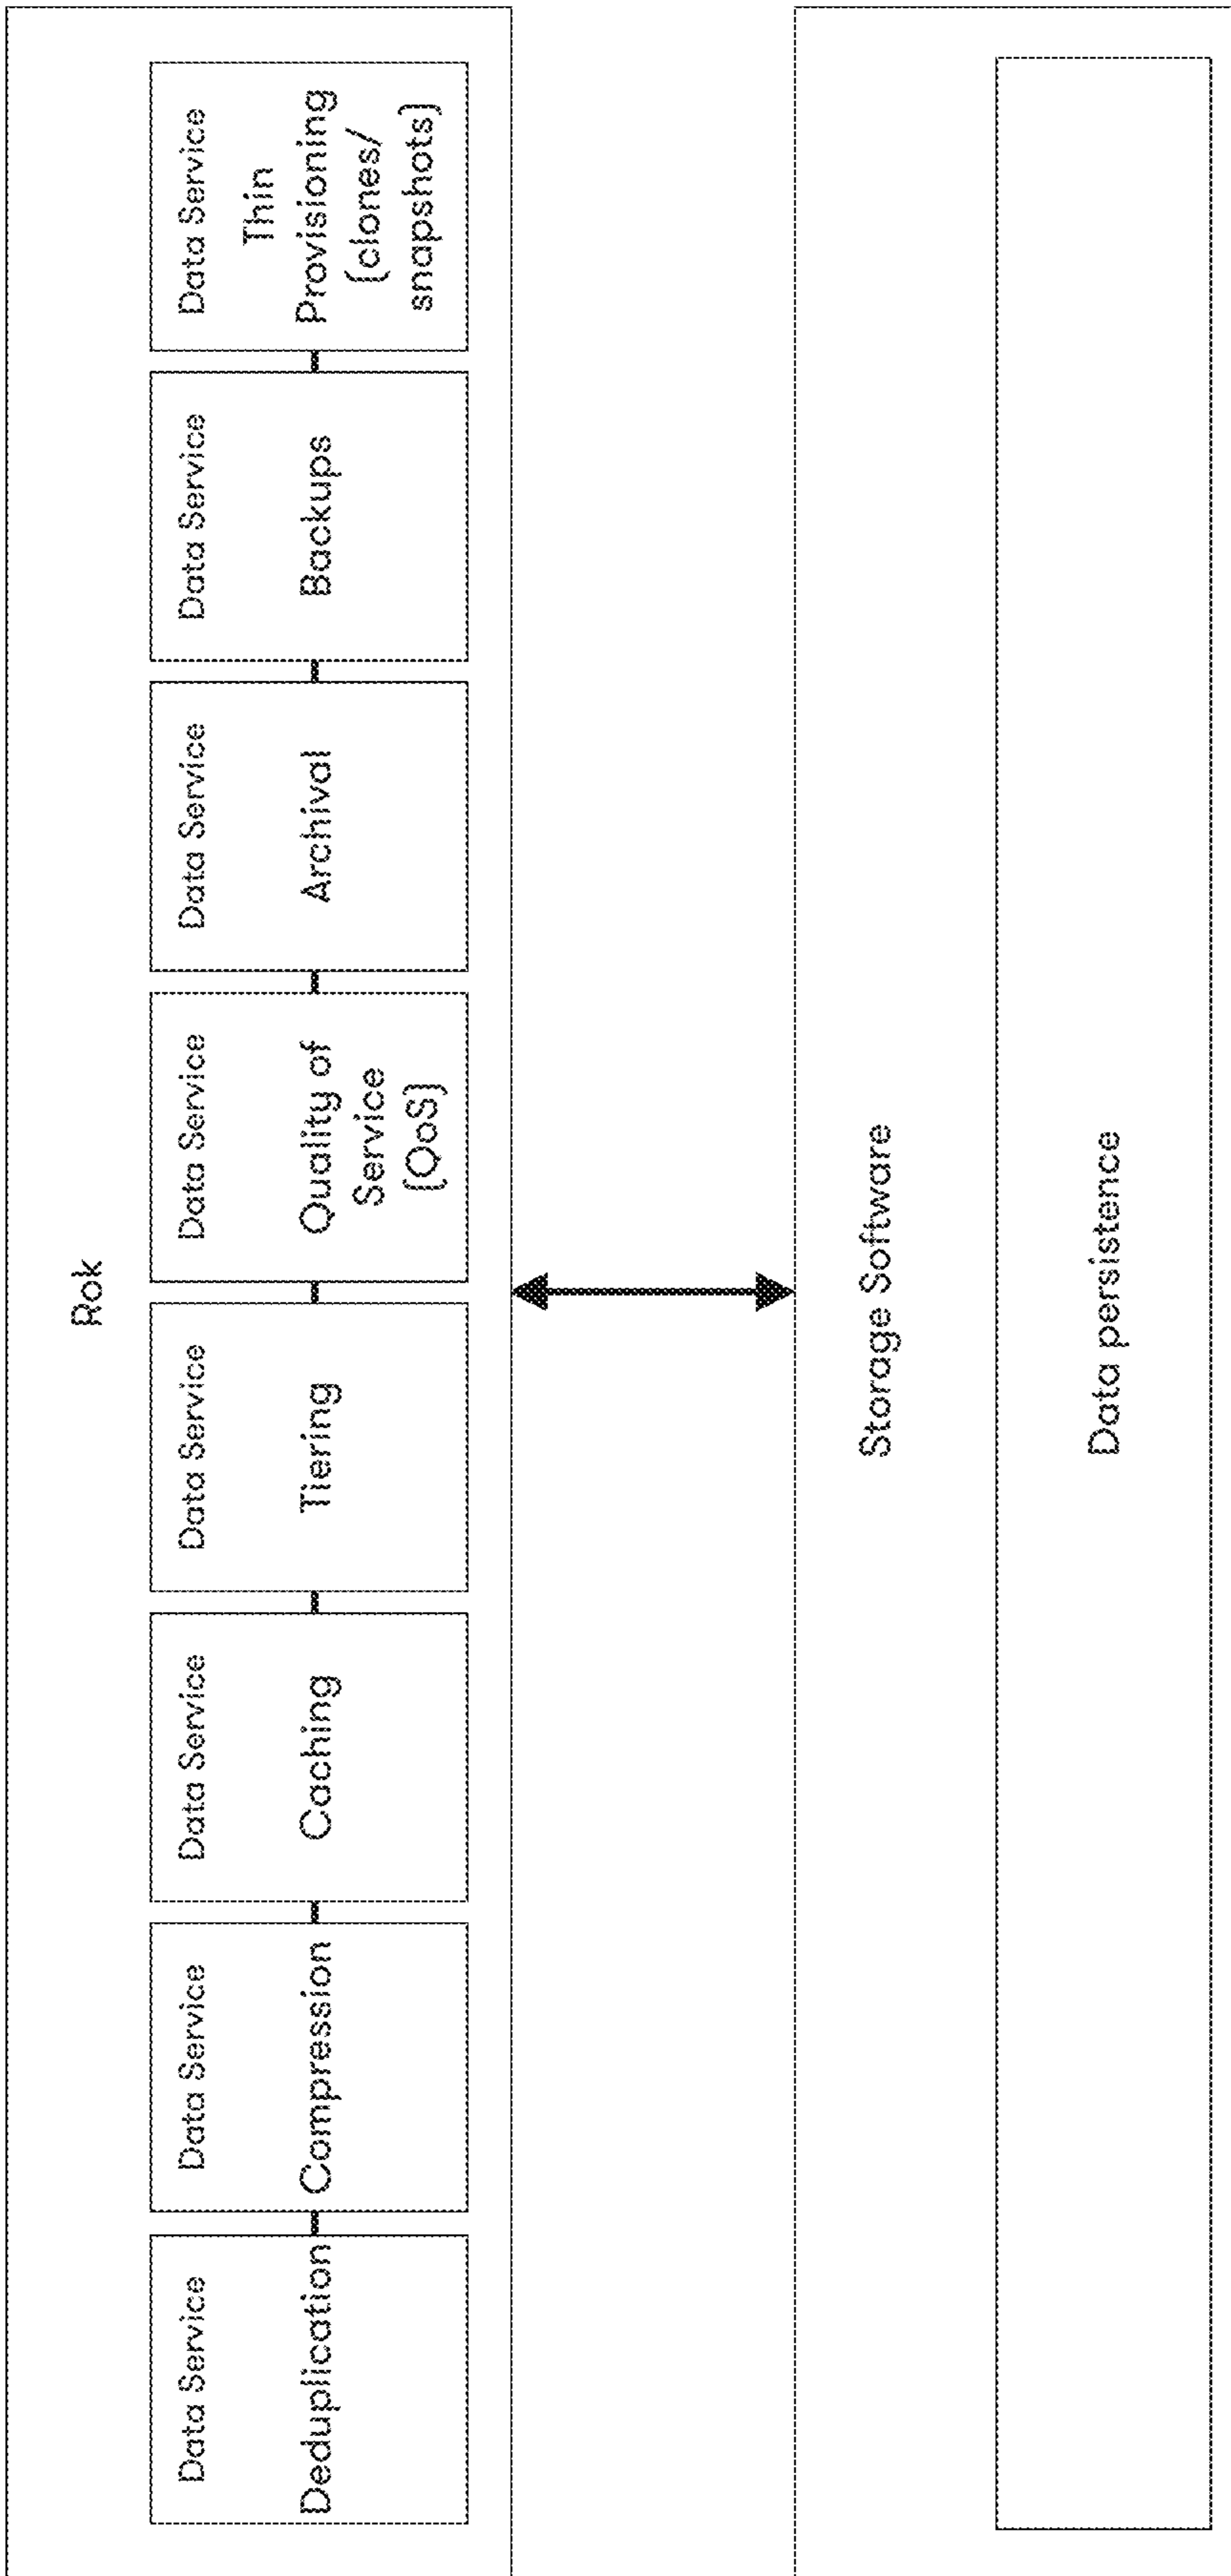 Rok
Data Service
Deduplication
Data Service
Compression
Data Service
Caching
Data Service
Tiering
Data Service
Quality of
Service
(QoS)
Data Service
Archival
Data Service
Backups
Data Service
Thin
Provisioning
(clones/
snapshots)
Storage Software
Data persistence